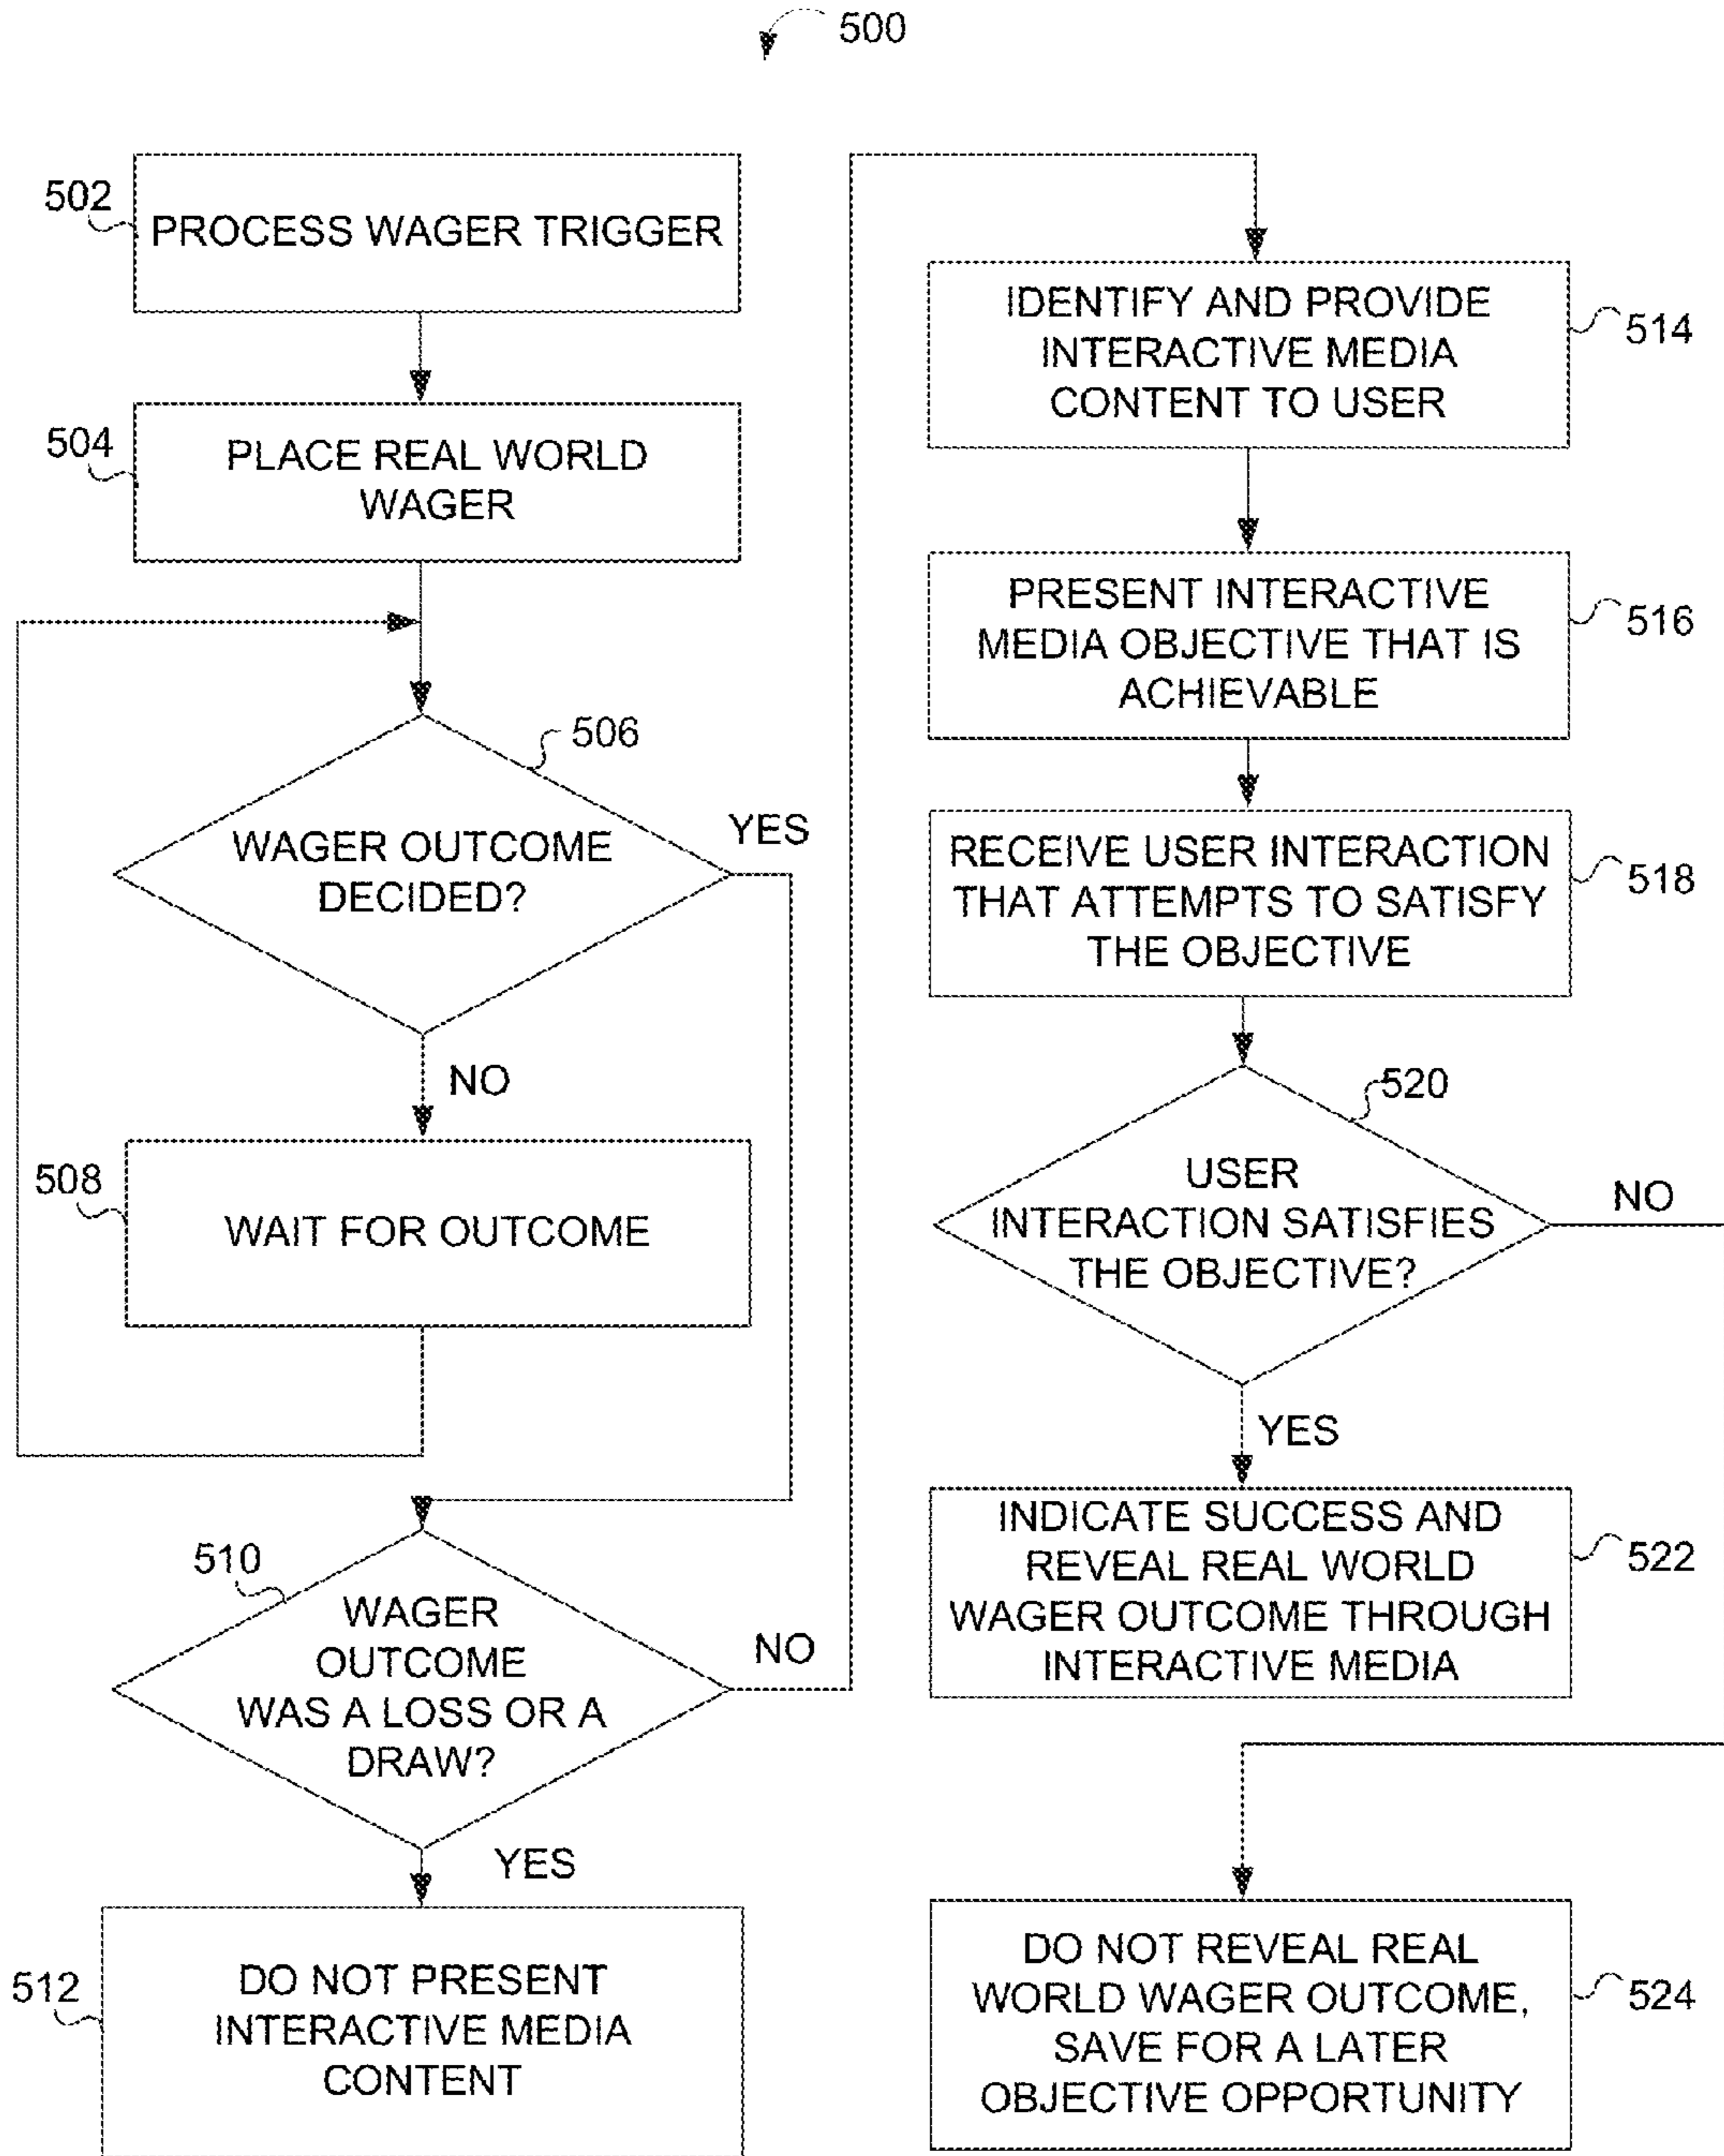 500
502
PROCESS WAGER TRIGGER
504
PLACE REAL WORLD
WAGER
506
WAGER OUTCOME
DECIDED?
YES
NO
508
WAIT FOR OUTCOME
510
WAGER
OUTCOME
WAS A LOSS OR A
DRAW?
NO
YES
512
DO NOT PRESENT
INTERACTIVE MEDIA
CONTENT
IDENTIFY AND PROVIDE
INTERACTIVE MEDIA
CONTENT TO USER
514
PRESENT INTERACTIVE
MEDIA OBJECTIVE THAT IS
ACHIEVABLE
516
RECEIVE USER INTERACTION
THAT ATTEMPTS TO SATISFY
THE OBJECTIVE
518
520
USER
INTERACTION SATISFIES
THE OBJECTIVE?
NO
YES
INDICATE SUCCESS AND
REVEAL REAL WORLD
WAGER OUTCOME THROUGH
INTERACTIVE MEDIA
522
DO NOT REVEAL REAL
WORLD WAGER OUTCOME,
SAVE FOR A LATER
OBJECTIVE OPPORTUNITY
524